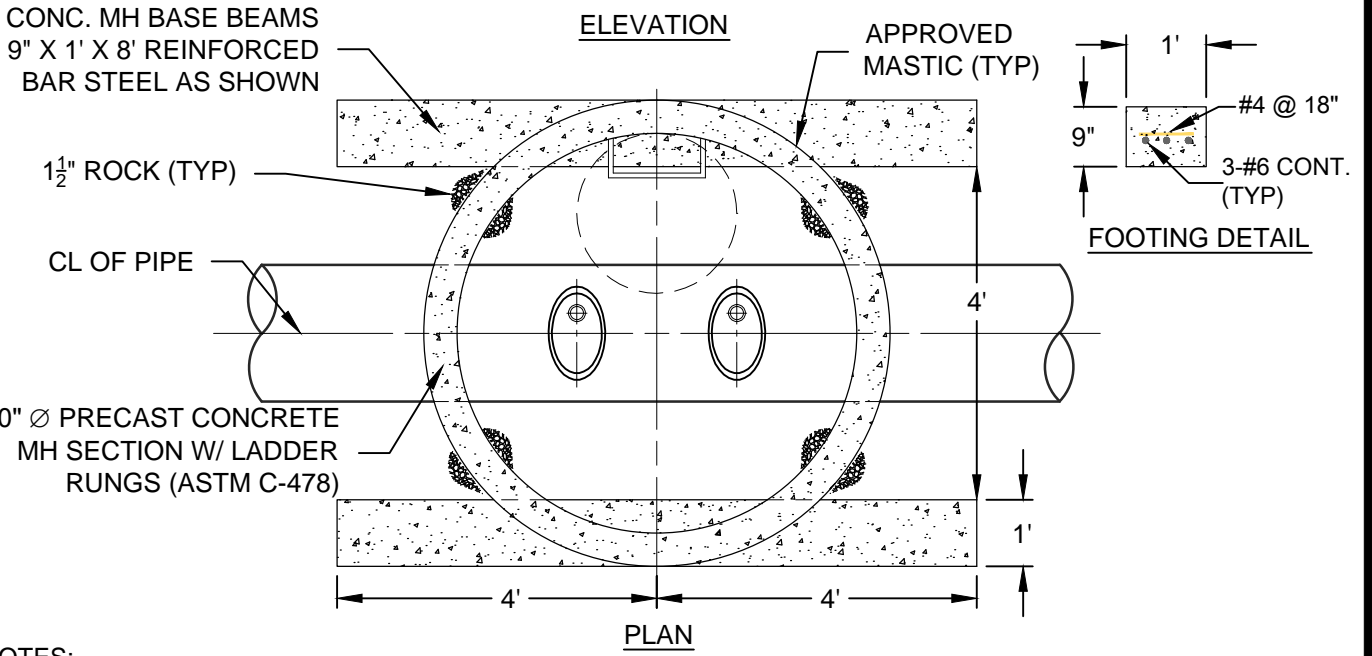 CONC. MH BASE BEAMS
9" X 1' X 8' REINFORCED
BAR STEEL AS SHOWN
ELEVATION
APPROVED
MASTIC (TYP)
1'
#4 @ 18"
9"
3-#6 CONT.
(TYP)
FOOTING DETAIL
1½" ROCK (TYP)
CL OF PIPE
4'
0" ∅ PRECAST CONCRETE
MH SECTION W/ LADDER
RUNGS (ASTM C-478)
1'
4'
4'
PLAN